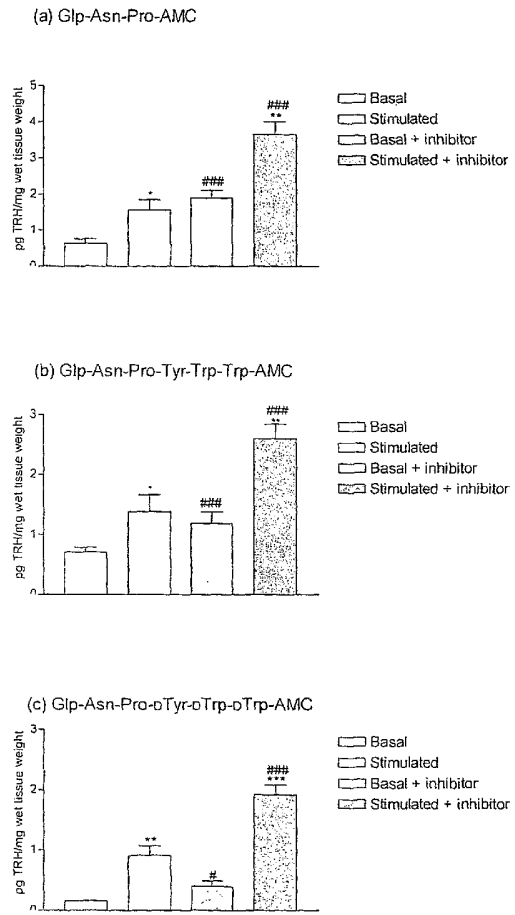 (a) Glp-Asn-Pro-AMC
pg TRH/mg wet tissue weight
5
4
3
2
1
0
*
###
###
**
Basal
Stimulated
Basal + inhibitor
Stimulated + inhibitor
(b) Glp-Asn-Pro-Tyr-Trp-Trp-AMC
pg TRH/mg wet tissue weight
3
2
1
0
*
###
###
**
Basal
Stimulated
Basal + inhibitor
Stimulated + inhibitor
(c) Glp-Asn-Pro-DTyr-DTrp-DTrp-AMC
pg TRH/mg wet tissue weight
3
2
1
0
**
#
###
***
Basal
Stimulated
Basal + inhibitor
Stimulated + inhibitor